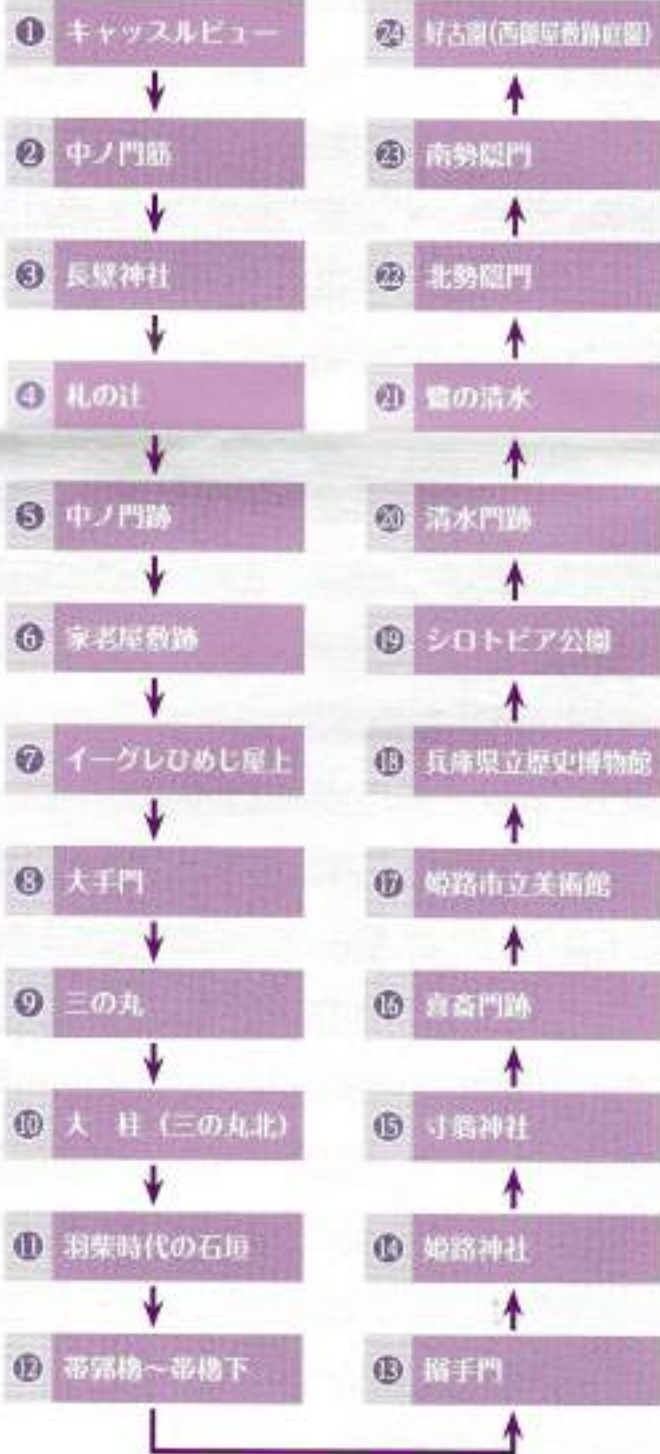 ❶ キャッスルビュー
❷ 中ノ門筋
❸ 長壁神社
❹ 札の辻
❺ 中ノ門跡
❻ 家老屋敷跡
❼ イーグレひめじ屋上
❽ 大手門
❾ 三の丸
❿ 大　柱（三の丸北）
⓫ 羽柴時代の石垣
⓬ 帯郭櫓～帯櫓下
⓭ 搦手門
⓮ 姫路神社
⓯ 寸翁神社
⓰ 喜斎門跡
⓱ 姫路市立美術館
⓲ 兵庫県立歴史博物館
⓳ シロトピア公園
⓴ 清水門跡
㉑ 鷺の清水
㉒ 北勢隠門
㉓ 南勢隠門
㉔ 好古園(西御屋敷跡庭園)